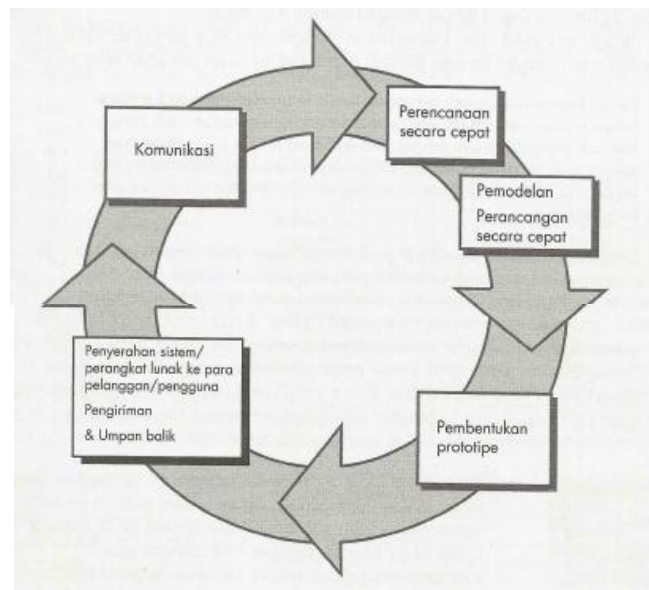 Komunikasi
Perencanaan
secara cepat
Pemodelan
Perancangan
secara cepat
Pembentukan
prototipe
Penyerahan sistem/
perangkat lunak ke para
pelanggan/pengguna
Pengiriman
& Umpan balik